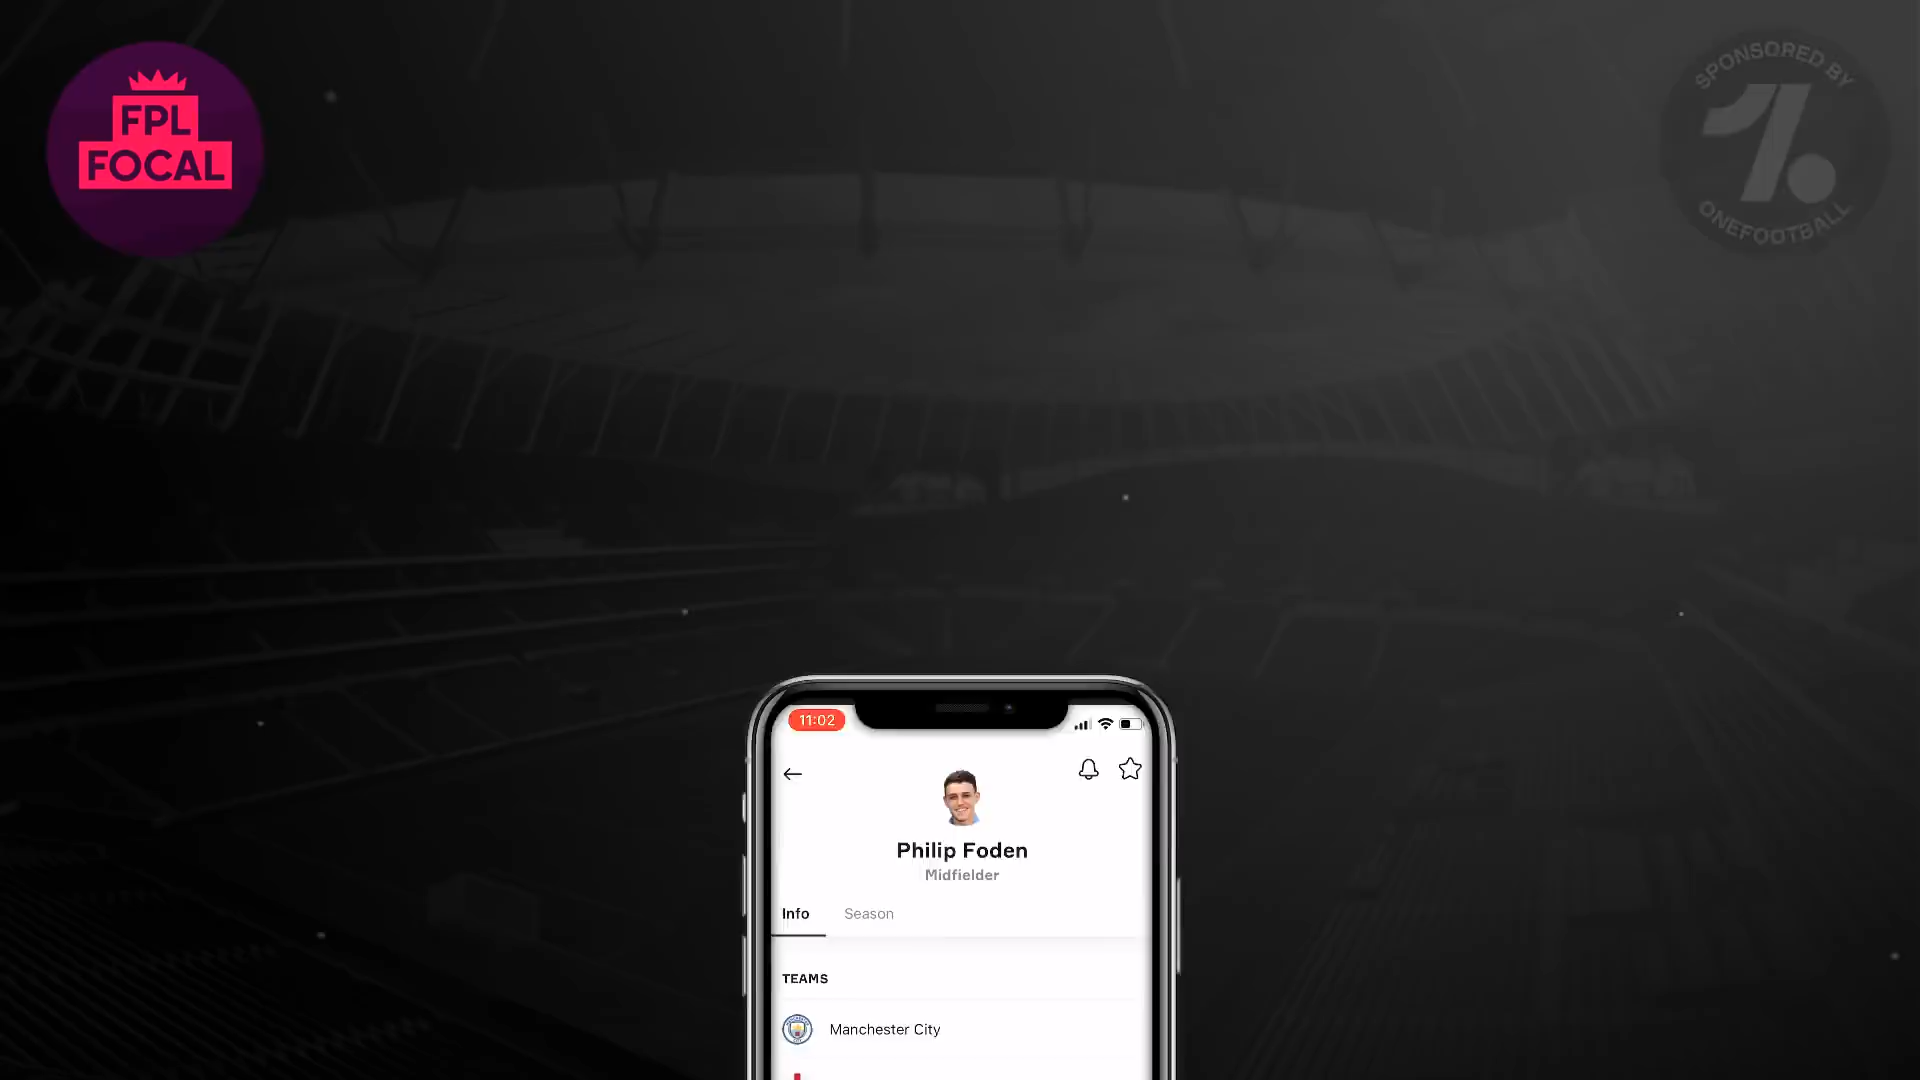 FPL
FOCAL
SPONSORED BY
ONEFOOTBALL
11:02
Philip Foden
Midfielder
Info
Season
TEAMS
Manchester City